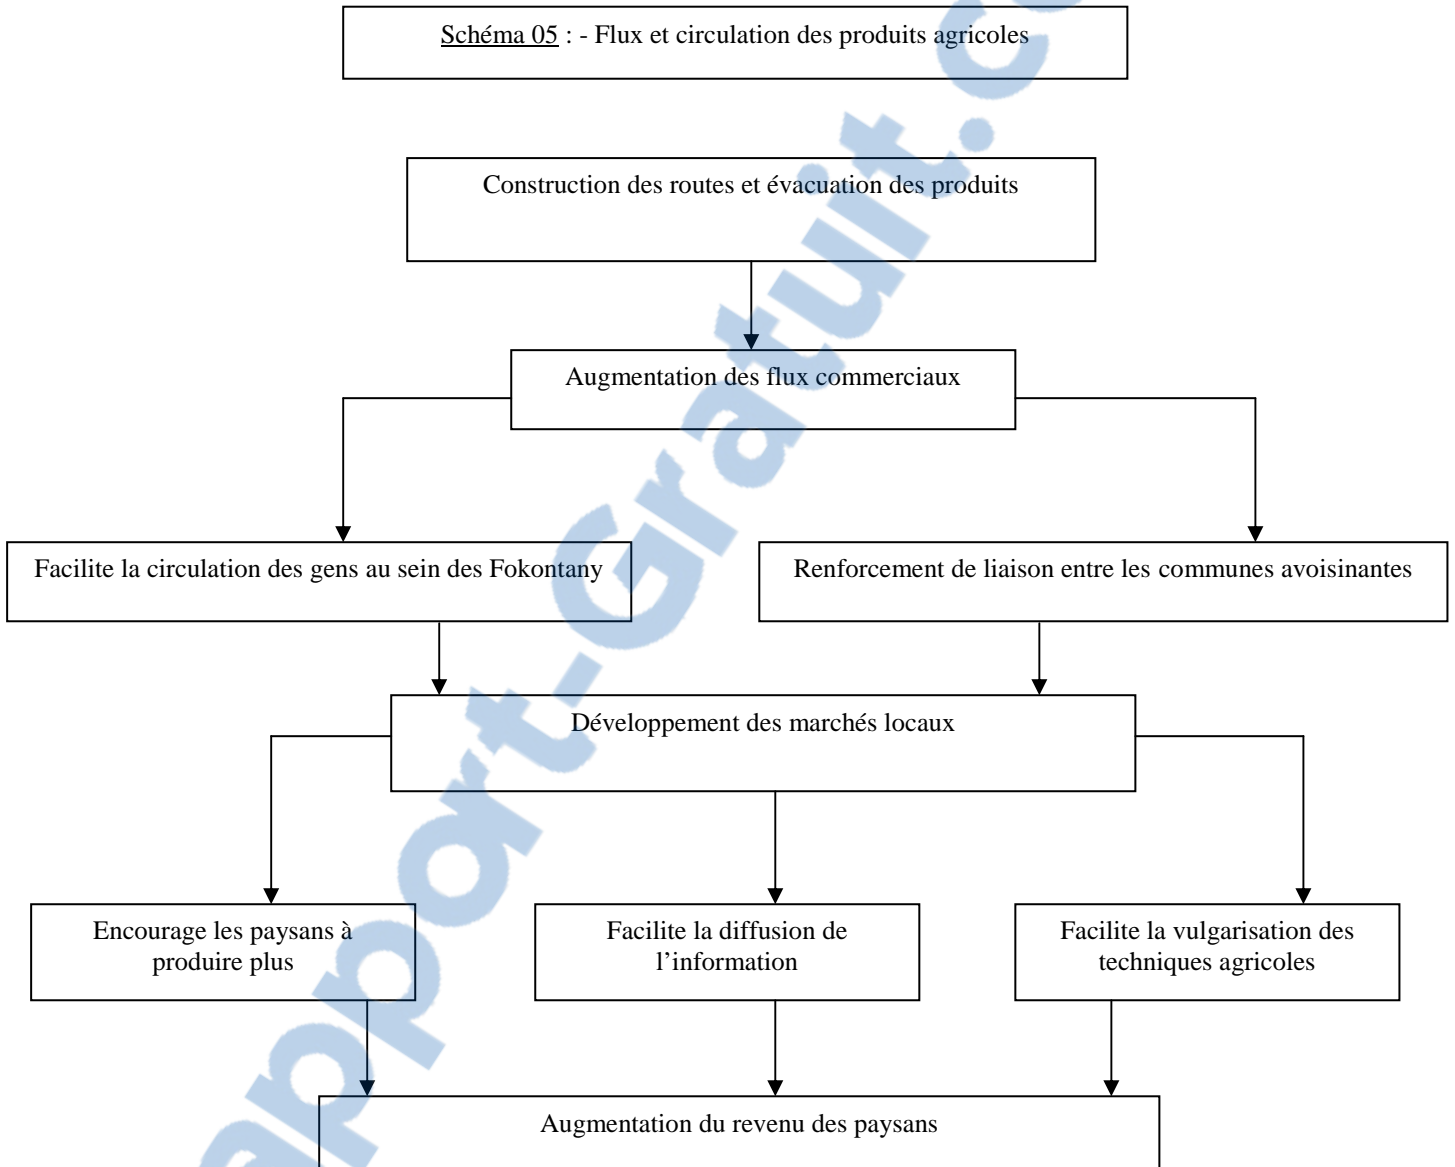 Schéma 05 : - Flux et circulation des produits agricoles
Construction des routes et évacuation des produits
Augmentation des flux commerciaux
Facilite la circulation des gens au sein des Fokontany
Renforcement de liaison entre les communes avoisinantes
Développement des marchés locaux
Encourage les paysans à
produire plus
Facilite la diffusion de
l’information
Facilite la vulgarisation des
techniques agricoles
Augmentation du revenu des paysans
apport-Gratuit.co